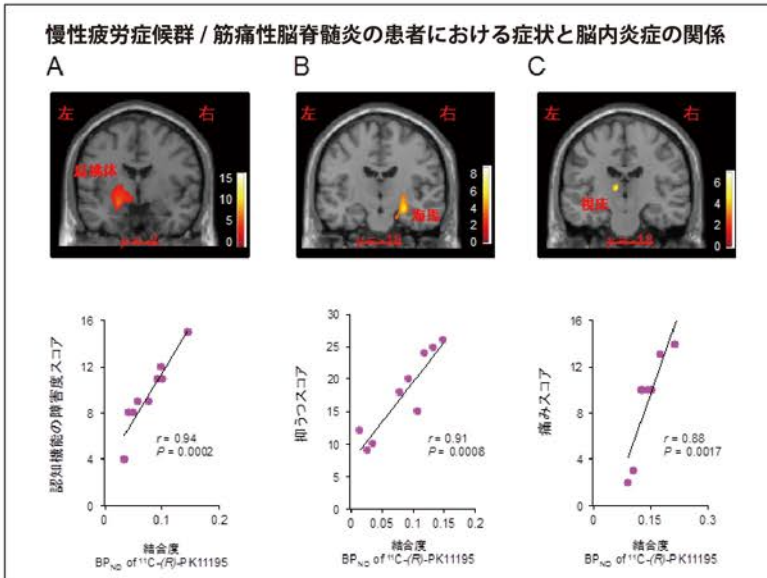 慢性疲労症候群 / 筋痛性脳脊髄炎の患者における症状と脳内炎症の関係
A
B
C
左 右
左 右
左 右
扁桃体
海馬
視床
15
10
5
0
8
6
4
2
0
6
4
2
0
認知機能の障害度スコア
16
12
8
4
0
0
0.1
0.2
r = 0.94
P = 0.0002
結合度
BPND of 11C-(R)-PK11195
抑うつスコア
30
25
20
15
10
5
0
0
0.05
0.1
0.15
0.2
r = 0.91
P = 0.0008
結合度
BPND of 11C-(R)-PK11195
痛みスコア
16
12
8
4
0
0
0.15
0.3
r = 0.88
P = 0.0017
結合度
BPND of 11C-(R)-PK11195